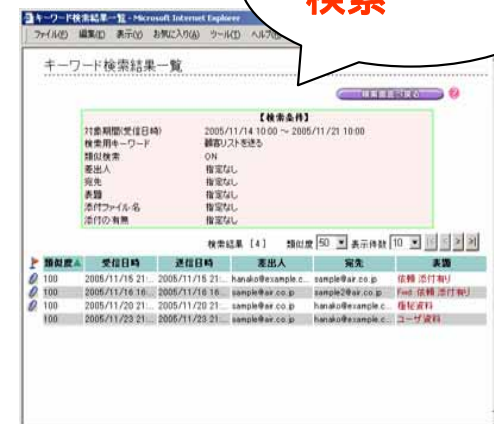 検索
キーワード検索結果一覧 - Microsoft Internet Explorer
ファイル(F) 編集(E) 表示(V) お気に入り(A) ツール(T) ヘルプ(H)
キーワード検索結果一覧
検索画面へ戻る
【検索条件】
対象期間(受信日時) 2005/11/14 10:00 ～ 2005/11/21 10:00
検索用キーワード 顧客リストを送る
類似検索 ON
差出人 指定なし
宛先 指定なし
表題 指定なし
添付ファイル名 指定なし
添付の有無 指定なし
検索結果 [4] 類似度 50 表示件数 10
類似度▲ 受信日時 送信日時 差出人 宛先 表題
100 2005/11/15 21:... 2005/11/15 21:... hanako@example.c... sample@air.co.jp 依頼 添付有り
100 2005/11/16 16... 2005/11/16 16... sample@air.co.jp sample2@air.co.jp Fwd: 依頼 添付有り
100 2005/11/20 21:... 2005/11/20 21:... sample@air.co.jp hanako@example.c... 極秘資料
100 2005/11/23 21:... 2005/11/23 21:... sample@air.co.jp hanako@example.c... ユーザ資料